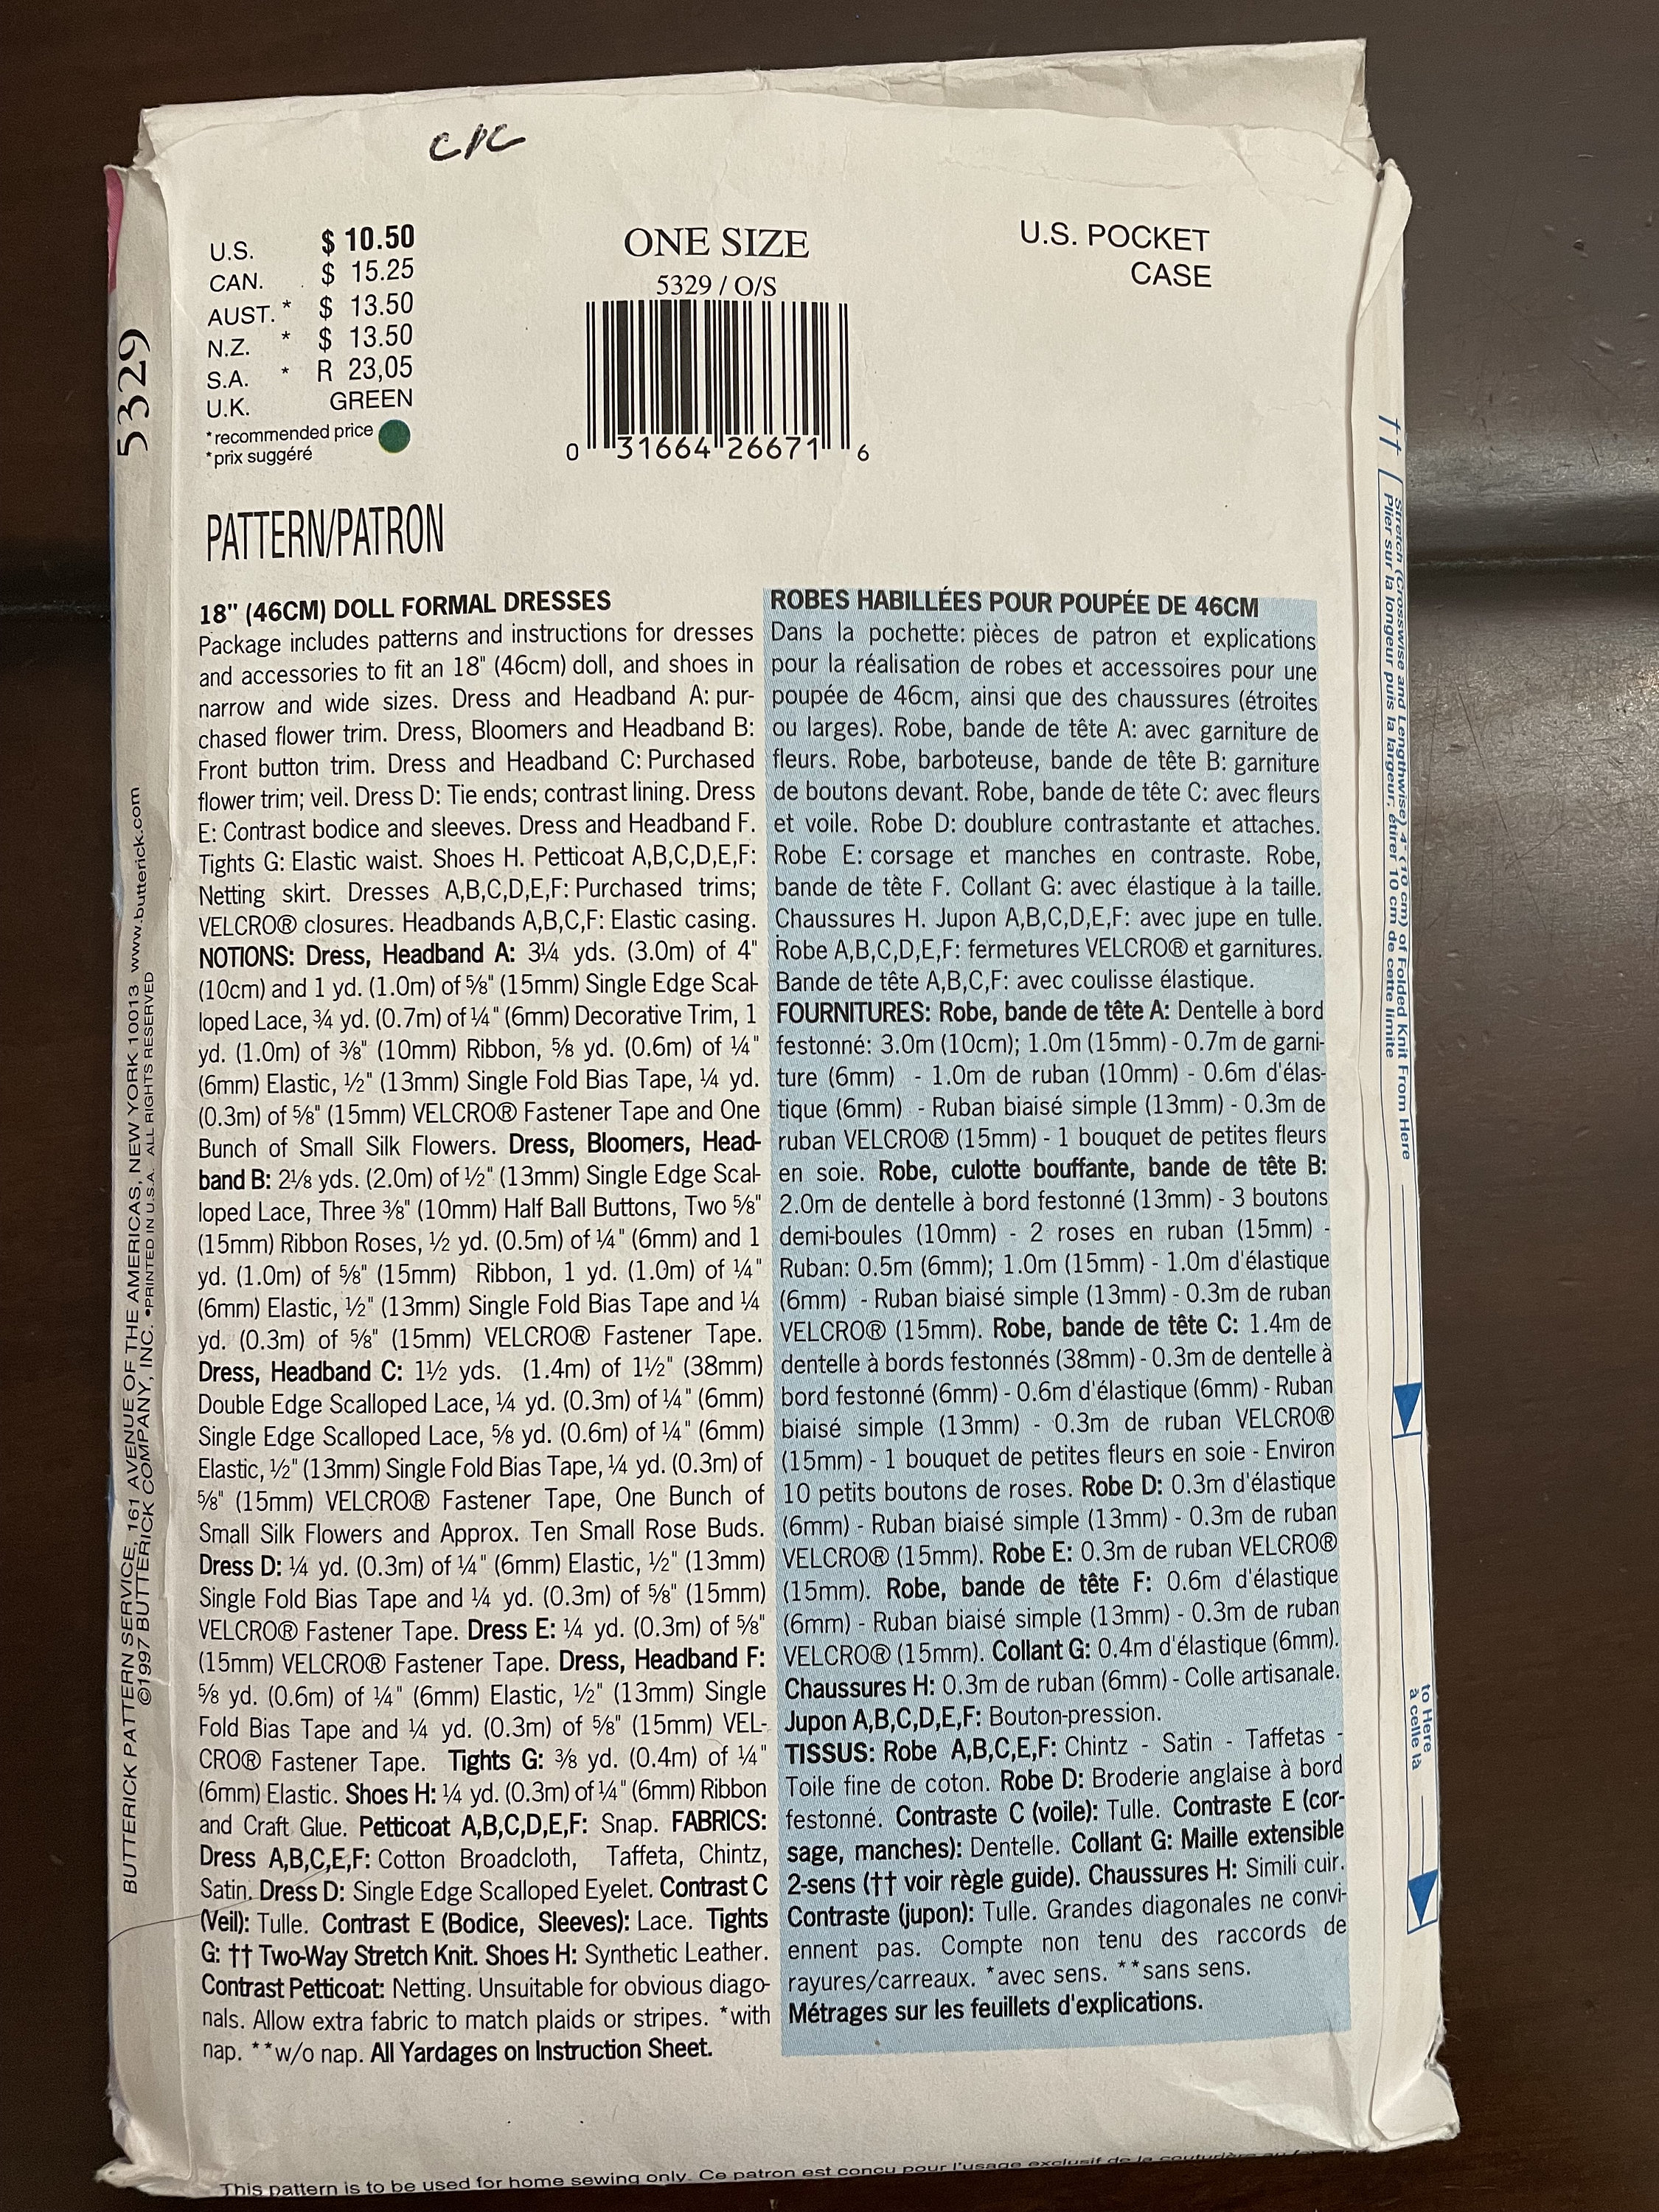 CPC
U.S. $ 10.50
CAN. $ 15.25
AUST. * $ 13.50
N.Z. * $ 13.50
S.A. * R 23,05
U.K. GREEN
*recommended price
*prix suggéré
ONE SIZE
5329 / O/S
0 31664 26671 6
U.S. POCKET
CASE
PATTERN/PATRON
18" (46CM) DOLL FORMAL DRESSES
Package includes patterns and instructions for dresses
and accessories to fit an 18" (46cm) doll, and shoes in
narrow and wide sizes. Dress and Headband A: pur-
chased flower trim. Dress, Bloomers and Headband B:
Front button trim. Dress and Headband C: Purchased
flower trim; veil. Dress D: Tie ends; contrast lining. Dress
E: Contrast bodice and sleeves. Dress and Headband F.
Tights G: Elastic waist. Shoes H. Petticoat A,B,C,D,E,F:
Netting skirt. Dresses A,B,C,D,E,F: Purchased trims;
VELCRO® closures. Headbands A,B,C,F: Elastic casing.
NOTIONS: Dress, Headband A: 3¼ yds. (3.0m) of 4"
(10cm) and 1 yd. (1.0m) of ⅝" (15mm) Single Edge Scal-
loped Lace, ¾ yd. (0.7m) of ¼" (6mm) Decorative Trim, 1
yd. (1.0m) of ⅜" (10mm) Ribbon, ⅝ yd. (0.6m) of ¼"
(6mm) Elastic, ½" (13mm) Single Fold Bias Tape, ¼ yd.
(0.3m) of ⅝" (15mm) VELCRO® Fastener Tape and One
Bunch of Small Silk Flowers. Dress, Bloomers, Head-
band B: 2⅛ yds. (2.0m) of ½" (13mm) Single Edge Scal-
loped Lace, Three ⅜" (10mm) Half Ball Buttons, Two ⅝"
(15mm) Ribbon Roses, ½ yd. (0.5m) of ¼" (6mm) and 1
yd. (1.0m) of ⅝" (15mm) Ribbon, 1 yd. (1.0m) of ¼"
(6mm) Elastic, ½" (13mm) Single Fold Bias Tape and ¼
yd. (0.3m) of ⅝" (15mm) VELCRO® Fastener Tape.
Dress, Headband C: 1½ yds. (1.4m) of 1½" (38mm)
Double Edge Scalloped Lace, ¼ yd. (0.3m) of ¼" (6mm)
Single Edge Scalloped Lace, ⅝ yd. (0.6m) of ¼" (6mm)
Elastic, ½" (13mm) Single Fold Bias Tape, ¼ yd. (0.3m) of
⅝" (15mm) VELCRO® Fastener Tape, One Bunch of
Small Silk Flowers and Approx. Ten Small Rose Buds.
Dress D: ¼ yd. (0.3m) of ¼" (6mm) Elastic, ½" (13mm)
Single Fold Bias Tape and ¼ yd. (0.3m) of ⅝" (15mm)
VELCRO® Fastener Tape. Dress E: ¼ yd. (0.3m) of ⅝"
(15mm) VELCRO® Fastener Tape. Dress, Headband F:
⅝ yd. (0.6m) of ¼" (6mm) Elastic, ½" (13mm) Single
Fold Bias Tape and ¼ yd. (0.3m) of ⅝" (15mm) VEL-
CRO® Fastener Tape. Tights G: ⅜ yd. (0.4m) of ¼"
(6mm) Elastic. Shoes H: ¼ yd. (0.3m) of ¼" (6mm) Ribbon
and Craft Glue. Petticoat A,B,C,D,E,F: Snap. FABRICS:
Dress A,B,C,E,F: Cotton Broadcloth, Taffeta, Chintz,
Satin. Dress D: Single Edge Scalloped Eyelet. Contrast C
(Veil): Tulle. Contrast E (Bodice, Sleeves): Lace. Tights
G: †† Two-Way Stretch Knit. Shoes H: Synthetic Leather.
Contrast Petticoat: Netting. Unsuitable for obvious diago-
nals. Allow extra fabric to match plaids or stripes. *with
nap. **w/o nap. All Yardages on Instruction Sheet.
ROBES HABILLÉES POUR POUPÉE DE 46CM
Dans la pochette: pièces de patron et explications
pour la réalisation de robes et accessoires pour une
poupée de 46cm, ainsi que des chaussures (étroites
ou larges). Robe, bande de tête A: avec garniture de
fleurs. Robe, barboteuse, bande de tête B: garniture
de boutons devant. Robe, bande de tête C: avec fleurs
et voile. Robe D: doublure contrastante et attaches.
Robe E: corsage et manches en contraste. Robe,
bande de tête F. Collant G: avec élastique à la taille.
Chaussures H. Jupon A,B,C,D,E,F: avec jupe en tulle.
Robe A,B,C,D,E,F: fermetures VELCRO® et garnitures.
Bande de tête A,B,C,F: avec coulisse élastique.
FOURNITURES: Robe, bande de tête A: Dentelle à bord
festonné: 3.0m (10cm); 1.0m (15mm) - 0.7m de garni-
ture (6mm) - 1.0m de ruban (10mm) - 0.6m d'élas-
tique (6mm) - Ruban biaisé simple (13mm) - 0.3m de
ruban VELCRO® (15mm) - 1 bouquet de petites fleurs
en soie. Robe, culotte bouffante, bande de tête B:
2.0m de dentelle à bord festonné (13mm) - 3 boutons
demi-boules (10mm) - 2 roses en ruban (15mm) -
Ruban: 0.5m (6mm); 1.0m (15mm) - 1.0m d'élastique
(6mm) - Ruban biaisé simple (13mm) - 0.3m de ruban
VELCRO® (15mm). Robe, bande de tête C: 1.4m de
dentelle à bords festonnés (38mm) - 0.3m de dentelle à
bord festonné (6mm) - 0.6m d'élastique (6mm) - Ruban
biaisé simple (13mm) - 0.3m de ruban VELCRO®
(15mm) - 1 bouquet de petites fleurs en soie - Environ
10 petits boutons de roses. Robe D: 0.3m d'élastique
(6mm) - Ruban biaisé simple (13mm) - 0.3m de ruban
VELCRO® (15mm). Robe E: 0.3m de ruban VELCRO®
(15mm). Robe, bande de tête F: 0.6m d'élastique
(6mm) - Ruban biaisé simple (13mm) - 0.3m de ruban
VELCRO® (15mm). Collant G: 0.4m d'élastique (6mm).
Chaussures H: 0.3m de ruban (6mm) - Colle artisanale.
Jupon A,B,C,D,E,F: Bouton-pression.
TISSUS: Robe A,B,C,E,F: Chintz - Satin - Taffetas -
Toile fine de coton. Robe D: Broderie anglaise à bord
festonné. Contraste C (voile): Tulle. Contraste E (cor-
sage, manches): Dentelle. Collant G: Maille extensible
2-sens (†† voir règle guide). Chaussures H: Simili cuir.
Contraste (jupon): Tulle. Grandes diagonales ne convi-
ennent pas. Compte non tenu des raccords de
rayures/carreaux. *avec sens. **sans sens.
Métrages sur les feuillets d'explications.
5329
BUTTERICK PATTERN SERVICE, 161 AVENUE OF THE AMERICAS, NEW YORK 10013 www.butterick.com
©1997 BUTTERICK COMPANY, INC. •PRINTED IN U.S.A. ALL RIGHTS RESERVED
††
Stretch (Crosswise and Lengthwise) 4" (10 cm) of Folded Knit From Here
Plier sur la longeur puis la largeur; étirer 10 cm de cette limite
to Here
à celle là
This pattern is to be used for home sewing only. Ce patron est conçu pour l'usage exclusif de la couturière